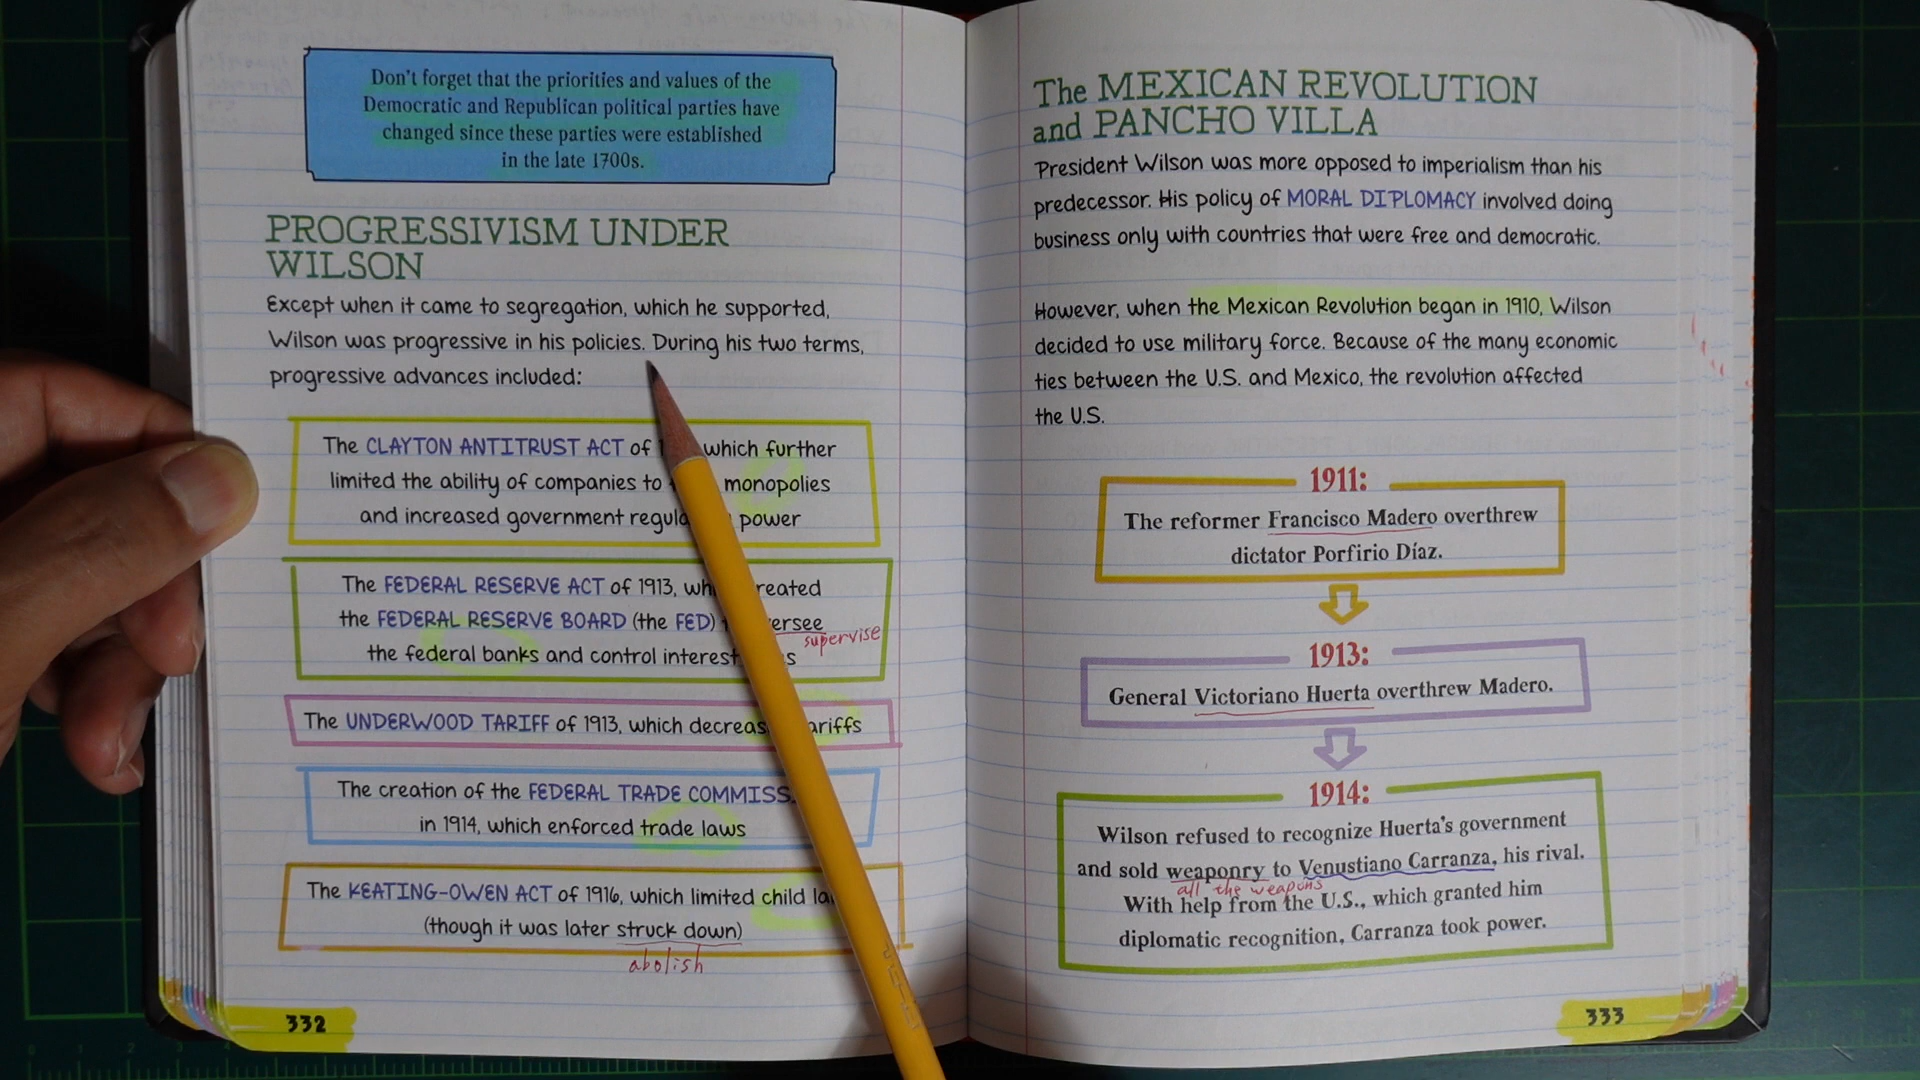 Don't forget that the priorities and values of the
Democratic and Republican political parties have
changed since these parties were established
in the late 1700s.
PROGRESSIVISM UNDER
WILSON
Except when it came to segregation, which he supported,
Wilson was progressive in his policies. During his two terms,
progressive advances included:
The CLAYTON ANTITRUST ACT of which further
limited the ability of companies to monopolies
and increased government power
The FEDERAL RESERVE ACT of 1913,
the FEDERAL RESERVE BOARD (the FED)
supervise
the federal banks and control interest
The UNDERWOOD TARIFF of 1913, which
The creation of the FEDERAL TRADE
in 1914, which enforced trade laws
The KEATING-OWEN ACT of 1916, which limited child
(though it was later struck down)
abolish
332
The MEXICAN REVOLUTION
and PANCHO VILLA
President Wilson was more opposed to imperialism than his
predecessor. His policy of MORAL DIPLOMACY involved doing
business only with countries that were free and democratic.
However, when the Mexican Revolution began in 1910, Wilson
decided to use military force. Because of the many economic
ties between the U.S. and Mexico, the revolution affected
the U.S.
1911:
The reformer Francisco Madero overthrew
dictator Porfirio Díaz.
1913:
General Victoriano Huerta overthrew Madero.
1914:
Wilson refused to recognize Huerta's government
and sold weaponry to Venustiano Carranza, his rival.
all the weapons
With help from the U.S., which granted him
diplomatic recognition, Carranza took power.
333